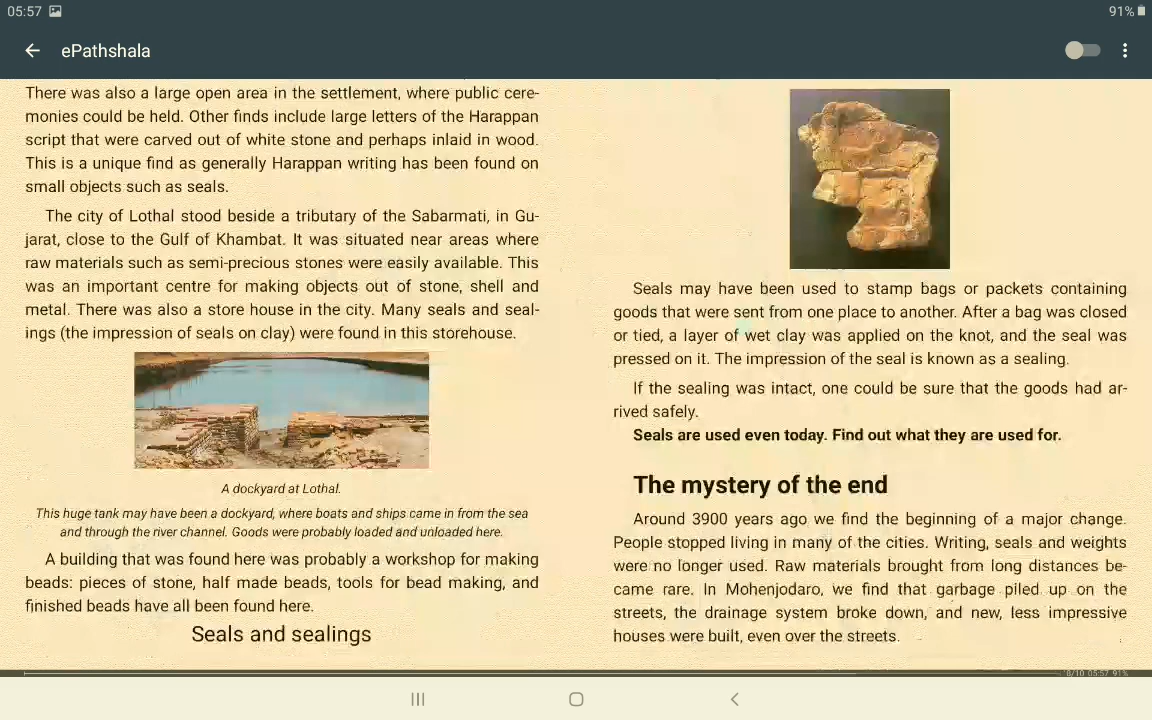 05:57
91%
ePathshala
There was also a large open area in the settlement, where public cere-
monies could be held. Other finds include large letters of the Harappan
script that were carved out of white stone and perhaps inlaid in wood.
This is a unique find as generally Harappan writing has been found on
small objects such as seals.
The city of Lothal stood beside a tributary of the Sabarmati, in Gu-
jarat, close to the Gulf of Khambat. It was situated near areas where
raw materials such as semi-precious stones were easily available. This
was an important centre for making objects out of stone, shell and
metal. There was also a store house in the city. Many seals and seal-
ings (the impression of seals on clay) were found in this storehouse.
A dockyard at Lothal.
This huge tank may have been a dockyard, where boats and ships came in from the sea
and through the river channel. Goods were probably loaded and unloaded here.
A building that was found here was probably a workshop for making
beads: pieces of stone, half made beads, tools for bead making, and
finished beads have all been found here.
Seals and sealings
Seals may have been used to stamp bags or packets containing
goods that were sent from one place to another. After a bag was closed
or tied, a layer of wet clay was applied on the knot, and the seal was
pressed on it. The impression of the seal is known as a sealing.
If the sealing was intact, one could be sure that the goods had ar-
rived safely.
Seals are used even today. Find out what they are used for.
The mystery of the end
Around 3900 years ago we find the beginning of a major change.
People stopped living in many of the cities. Writing, seals and weights
were no longer used. Raw materials brought from long distances be-
came rare. In Mohenjodaro, we find that garbage piled up on the
streets, the drainage system broke down, and new, less impressive
houses were built, even over the streets.
8/10 05:57 91%